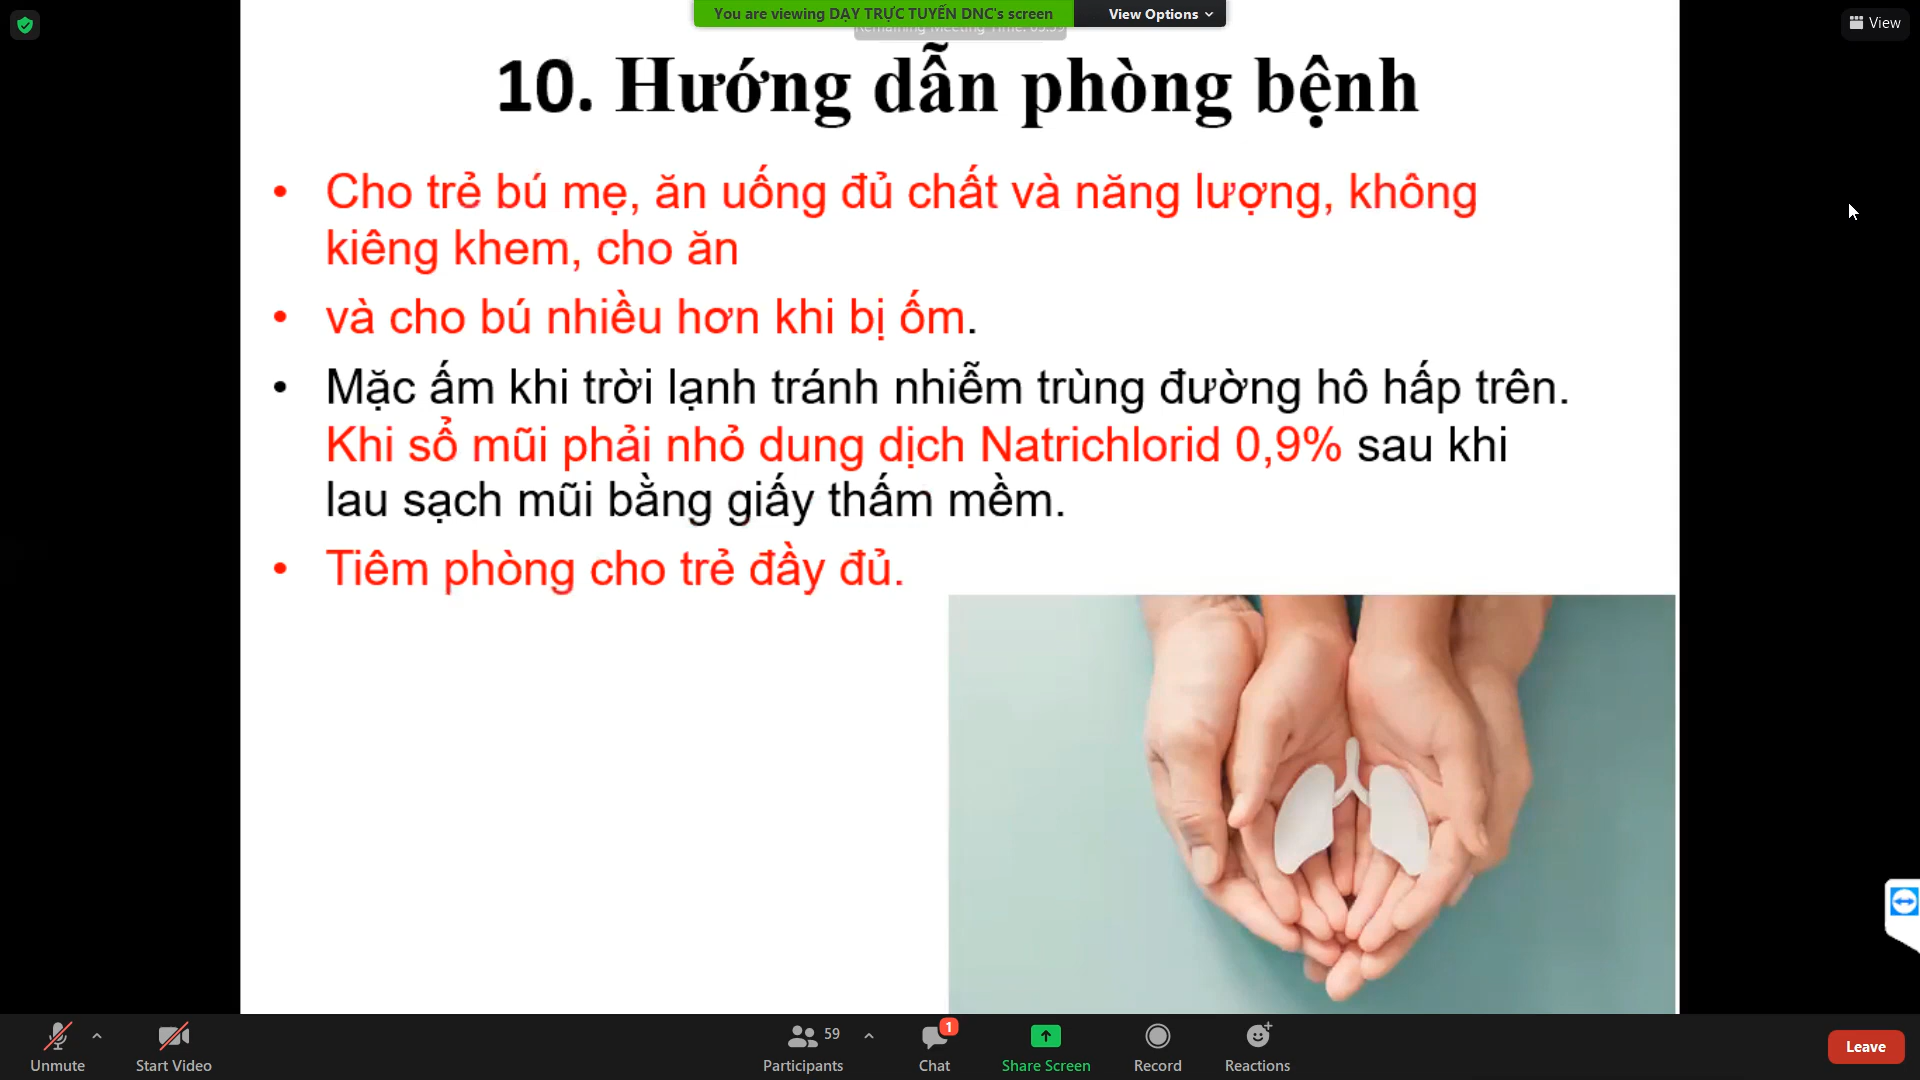 You are viewing DẠY TRỰC TUYẾN DNC's screen
View Options
View
10. Hướng dẫn phòng bệnh
• Cho trẻ bú mẹ, ăn uống đủ chất và năng lượng, không
kiêng khem, cho ăn
• và cho bú nhiều hơn khi bị ốm.
• Mặc ấm khi trời lạnh tránh nhiễm trùng đường hô hấp trên.
Khi sổ mũi phải nhỏ dung dịch Natrichlorid 0,9% sau khi
lau sạch mũi bằng giấy thấm mềm.
• Tiêm phòng cho trẻ đầy đủ.
Unmute
Start Video
59
Participants
1
Chat
Share Screen
Record
Reactions
Leave